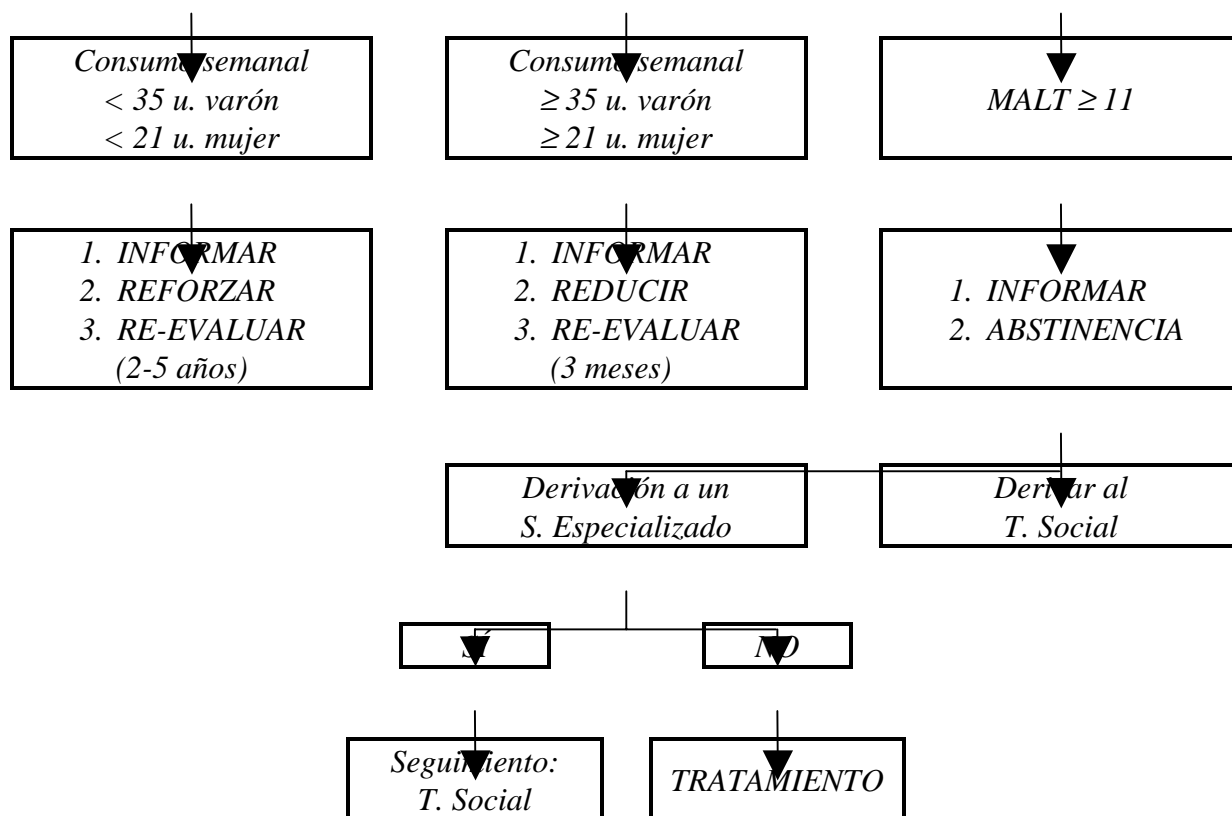 Consumo semanal
< 35 u. varón
< 21 u. mujer
Consumo semanal
≥ 35 u. varón
≥ 21 u. mujer
MALT ≥ 11
1. INFORMAR
2. REFORZAR
3. RE-EVALUAR
(2-5 años)
1. INFORMAR
2. REDUCIR
3. RE-EVALUAR
(3 meses)
1. INFORMAR
2. ABSTINENCIA
Derivación a un
S. Especializado
Derivar al
T. Social
SÍ
NO
Seguimiento:
T. Social
TRATAMIENTO